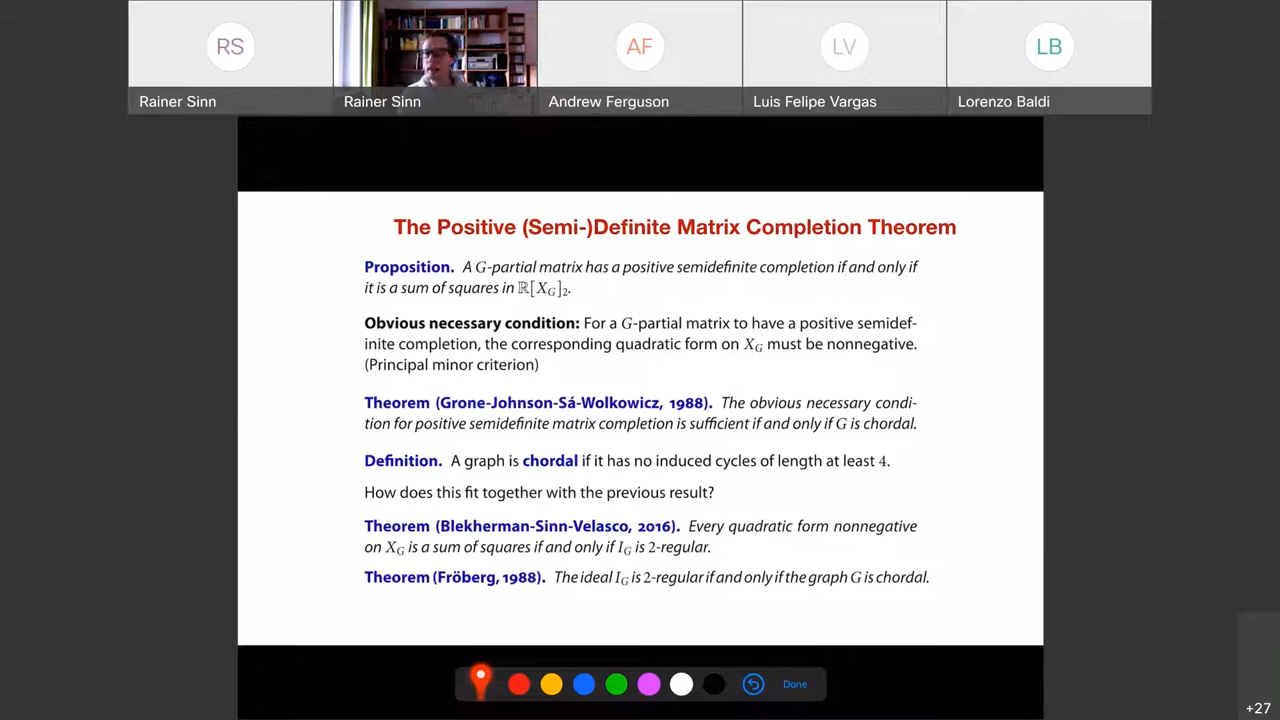 RS
AF
LV
LB
Rainer Sinn
Rainer Sinn
Andrew Ferguson
Luis Felipe Vargas
Lorenzo Baldi
The Positive (Semi-)Definite Matrix Completion Theorem
Proposition. A G-partial matrix has a positive semidefinite completion if and only if
it is a sum of squares in ℝ[X_G]₂.
Obvious necessary condition: For a G-partial matrix to have a positive semidef-
inite completion, the corresponding quadratic form on X_G must be nonnegative.
(Principal minor criterion)
Theorem (Grone-Johnson-Sá-Wolkowicz, 1988). The obvious necessary condi-
tion for positive semidefinite matrix completion is sufficient if and only if G is chordal.
Definition. A graph is chordal if it has no induced cycles of length at least 4.
How does this fit together with the previous result?
Theorem (Blekherman-Sinn-Velasco, 2016). Every quadratic form nonnegative
on X_G is a sum of squares if and only if I_G is 2-regular.
Theorem (Fröberg, 1988). The ideal I_G is 2-regular if and only if the graph G is chordal.
Done
+27